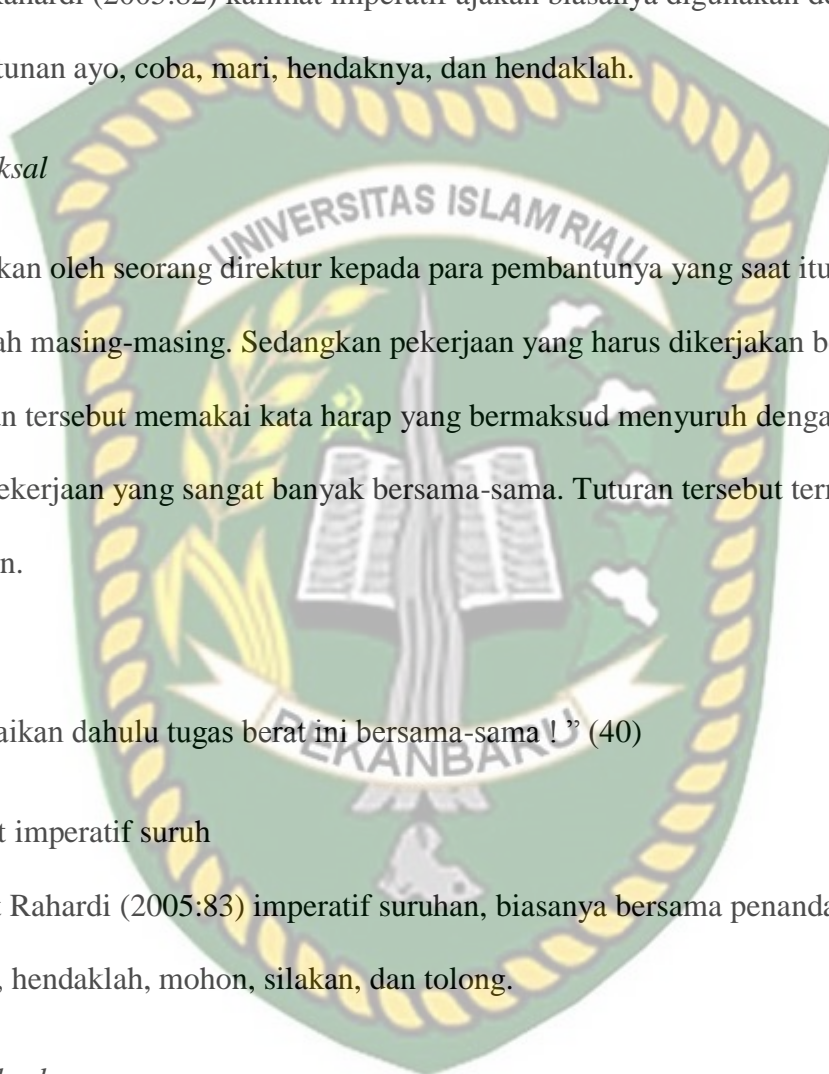 Rahardi (2005:82) kalimat imperatif ajakan biasanya digunakan
tunan ayo, coba, mari, hendaknya, dan hendaklah.
ksal
UNIVERSITAS ISLAM RIAU
kan oleh seorang direktur kepada para pembantunya yang saat itu
ah masing-masing. Sedangkan pekerjaan yang harus dikerjakan b
n tersebut memakai kata harap yang bermaksud menyuruh denga
ekerjaan yang sangat banyak bersama-sama. Tuturan tersebut ter
n.
aikan dahulu tugas berat ini bersama-sama ! ” (40)
PEKANBARU
t imperatif suruh
t Rahardi (2005:83) imperatif suruhan, biasanya bersama penanda
, hendaklah, mohon, silakan, dan tolong.